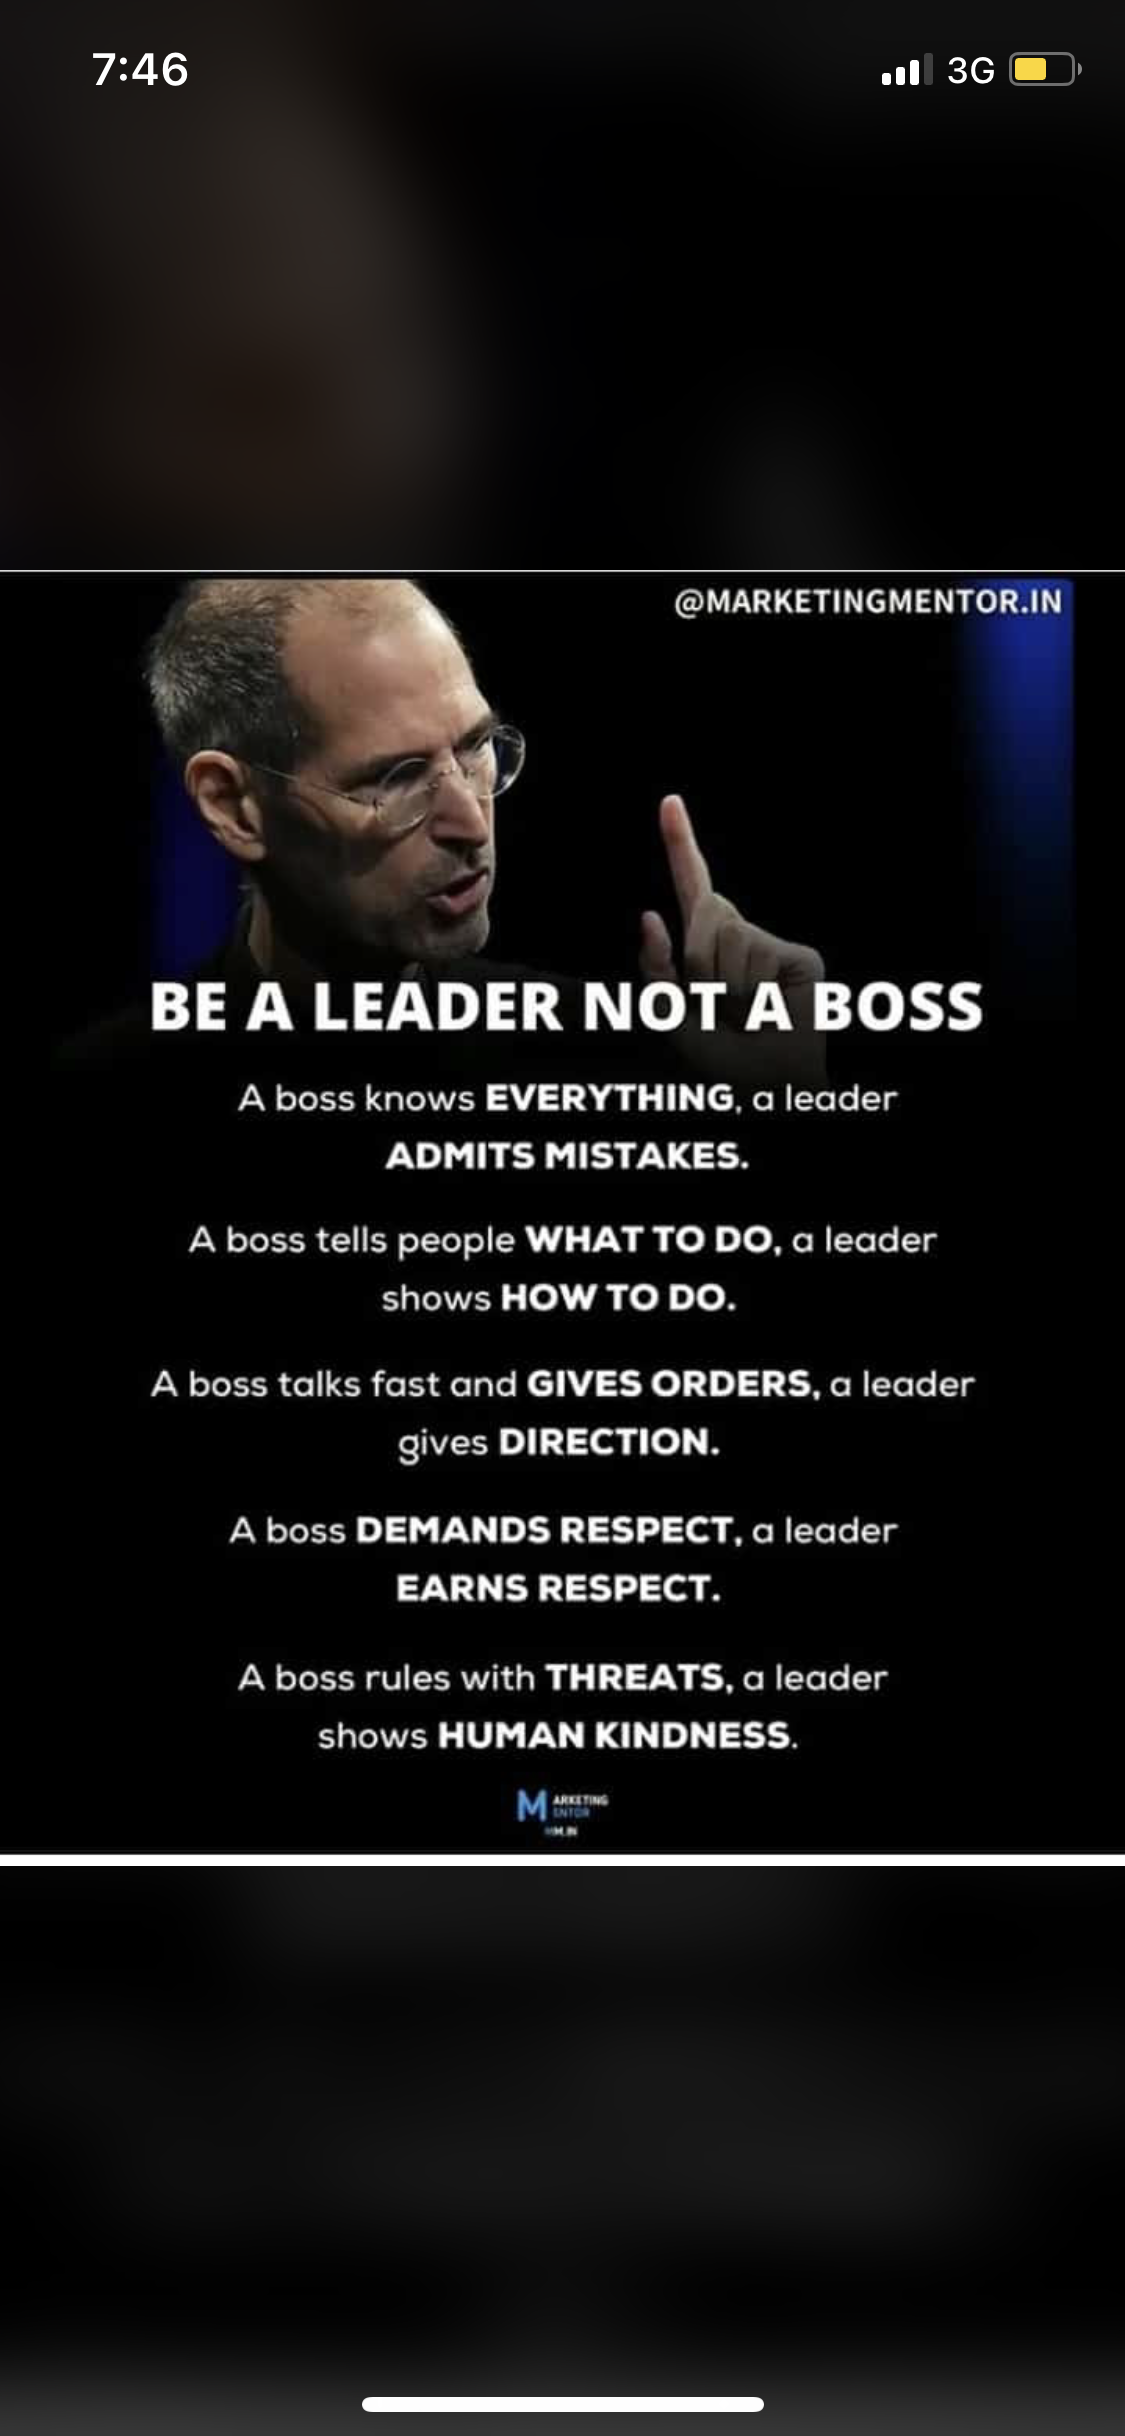 7:46
3G
@MARKETINGMENTOR.IN
BE A LEADER NOT A BOSS
A boss knows EVERYTHING, a leader
ADMITS MISTAKES.
A boss tells people WHAT TO DO, a leader
shows HOW TO DO.
A boss talks fast and GIVES ORDERS, a leader
gives DIRECTION.
A boss DEMANDS RESPECT, a leader
EARNS RESPECT.
A boss rules with THREATS, a leader
shows HUMAN KINDNESS.
MARKETING
ENTOR